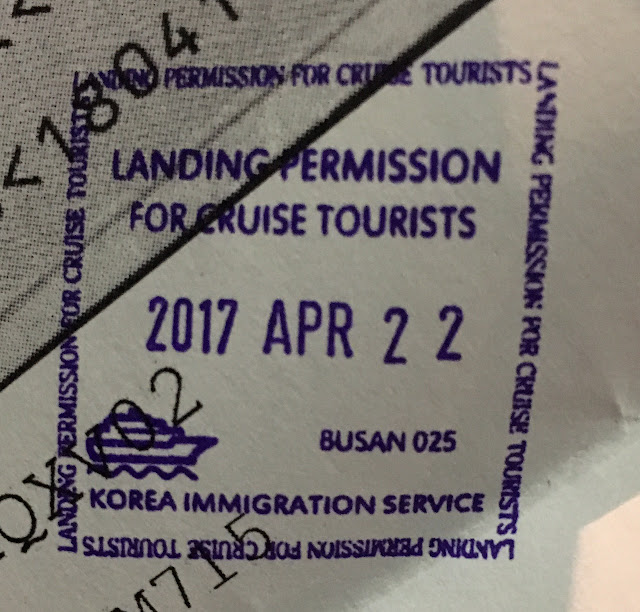 LANDING PERMISSION FOR CRUISE TOURISTS
LANDING PERMISSION FOR CRUISE TOURISTS
LANDING PERMISSION
FOR CRUISE TOURISTS
2017 APR 2 2
BUSAN 025
KOREA IMMIGRATION SERVICE
LANDING PERMISSION FOR CRUISE TOURISTS
LANDING PERMISSION FOR CRUISE TOURISTS
M715